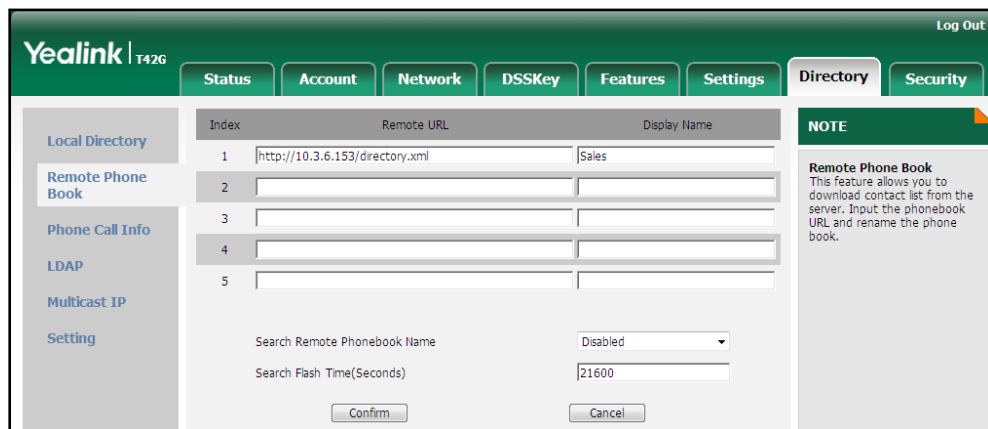 Log Out
Yealink T42G
Status Account Network DSSKey Features Settings Directory Security
Local Directory
Remote Phone
Book
Phone Call Info
LDAP
Multicast IP
Setting
Index Remote URL Display Name
1 http://10.3.6.153/directory.xml Sales
2
3
4
5
Search Remote Phonebook Name Disabled
Search Flash Time(Seconds) 21600
Confirm Cancel
NOTE
Remote Phone Book
This feature allows you to
download contact list from the
server. Input the phonebook
URL and rename the phone
book.